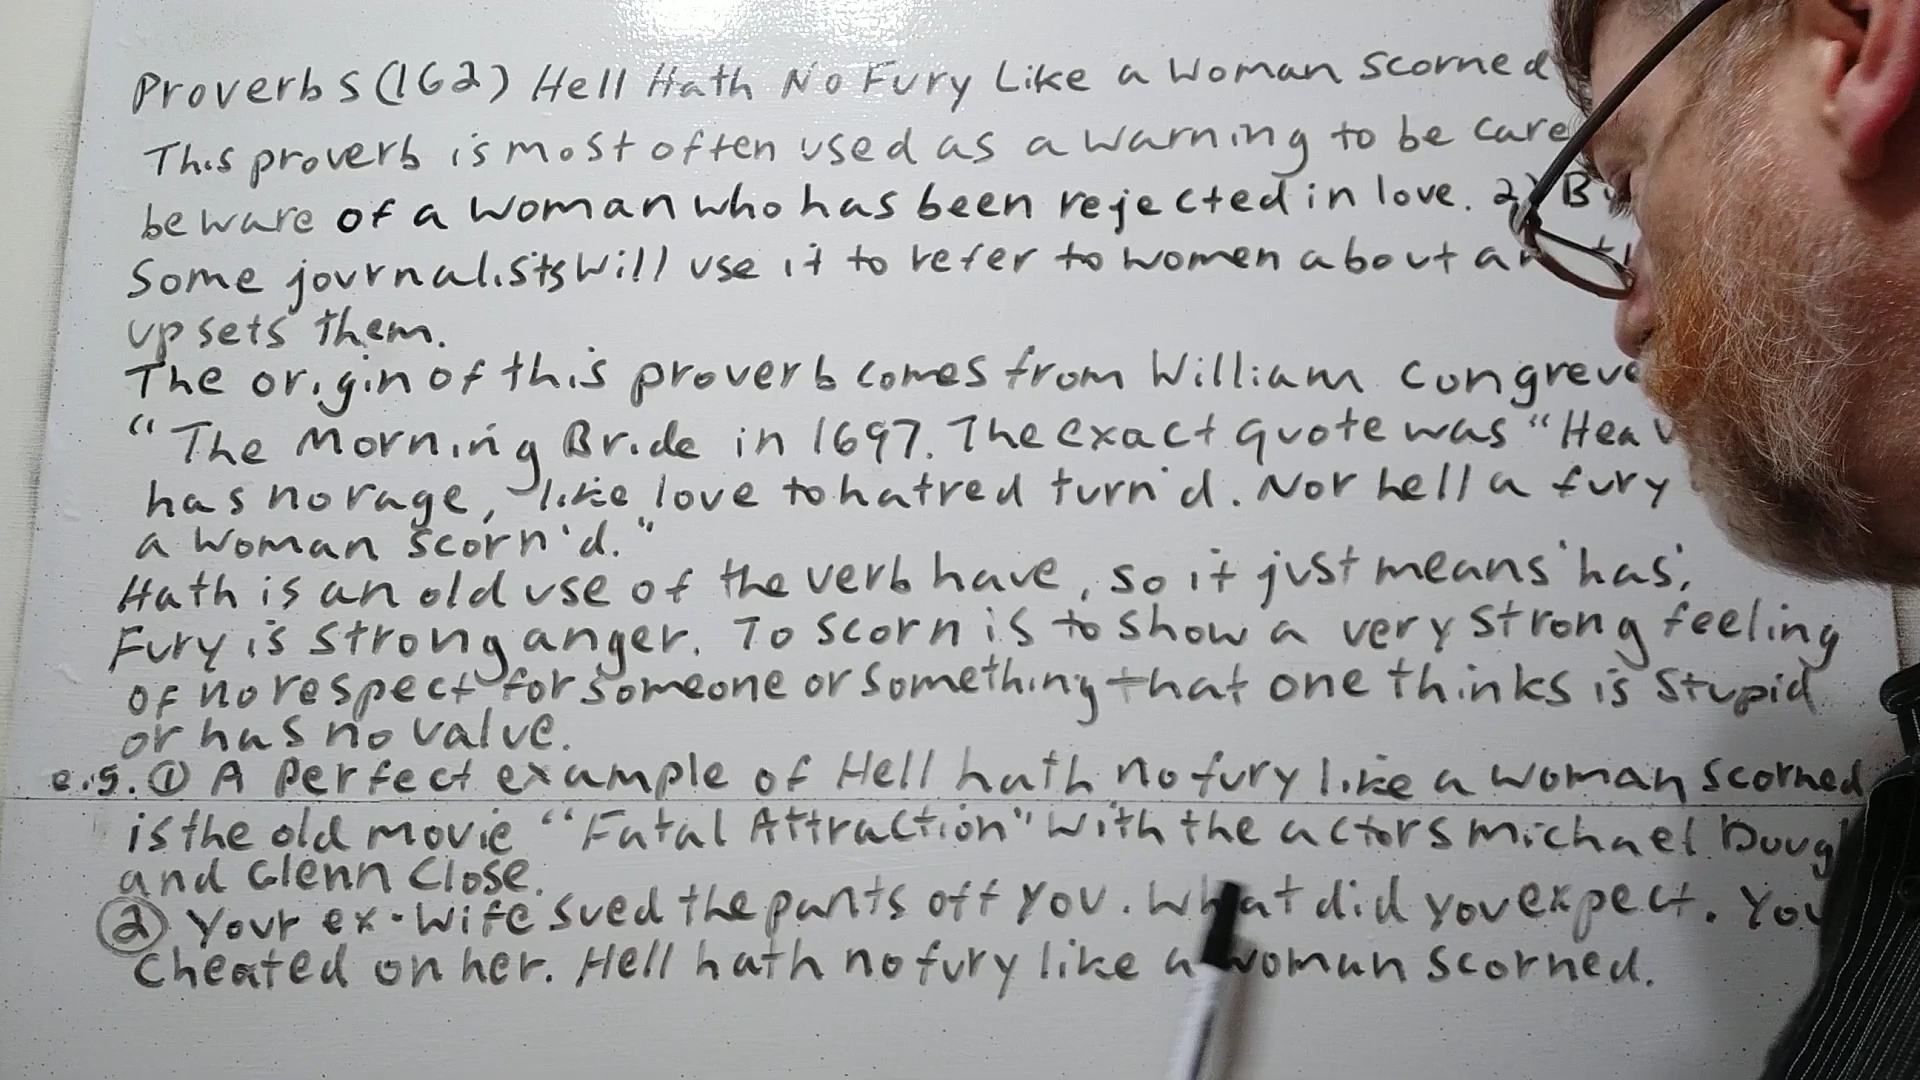 Proverbs (162) Hell Hath No Fury Like a Woman Scorned
This proverb is most often used as a warning to be
beware of a woman who has been rejected in love. 2)
Some journalists will use it to refer to women about
upsets them.
The origin of this proverb comes from William Congreve
"The Morning Bride in 1697. The exact quote was "
has no rage, like love to hatred turn'd. Nor hell a fury
a woman scorn'd."
Hath is an old use of the verb have, so it just means 'has'.
Fury is strong anger. To scorn is to show a very strong feeling
of no respect for someone or something that one thinks is stupid
or has no value.
e.g. ① A perfect example of Hell hath no fury like a woman scorned
is the old movie "Fatal Attraction" with the actors Michael
and Glenn Close.
② Your ex-wife sued the pants off you. What did you expect. You
cheated on her. Hell hath no fury like a woman scorned.